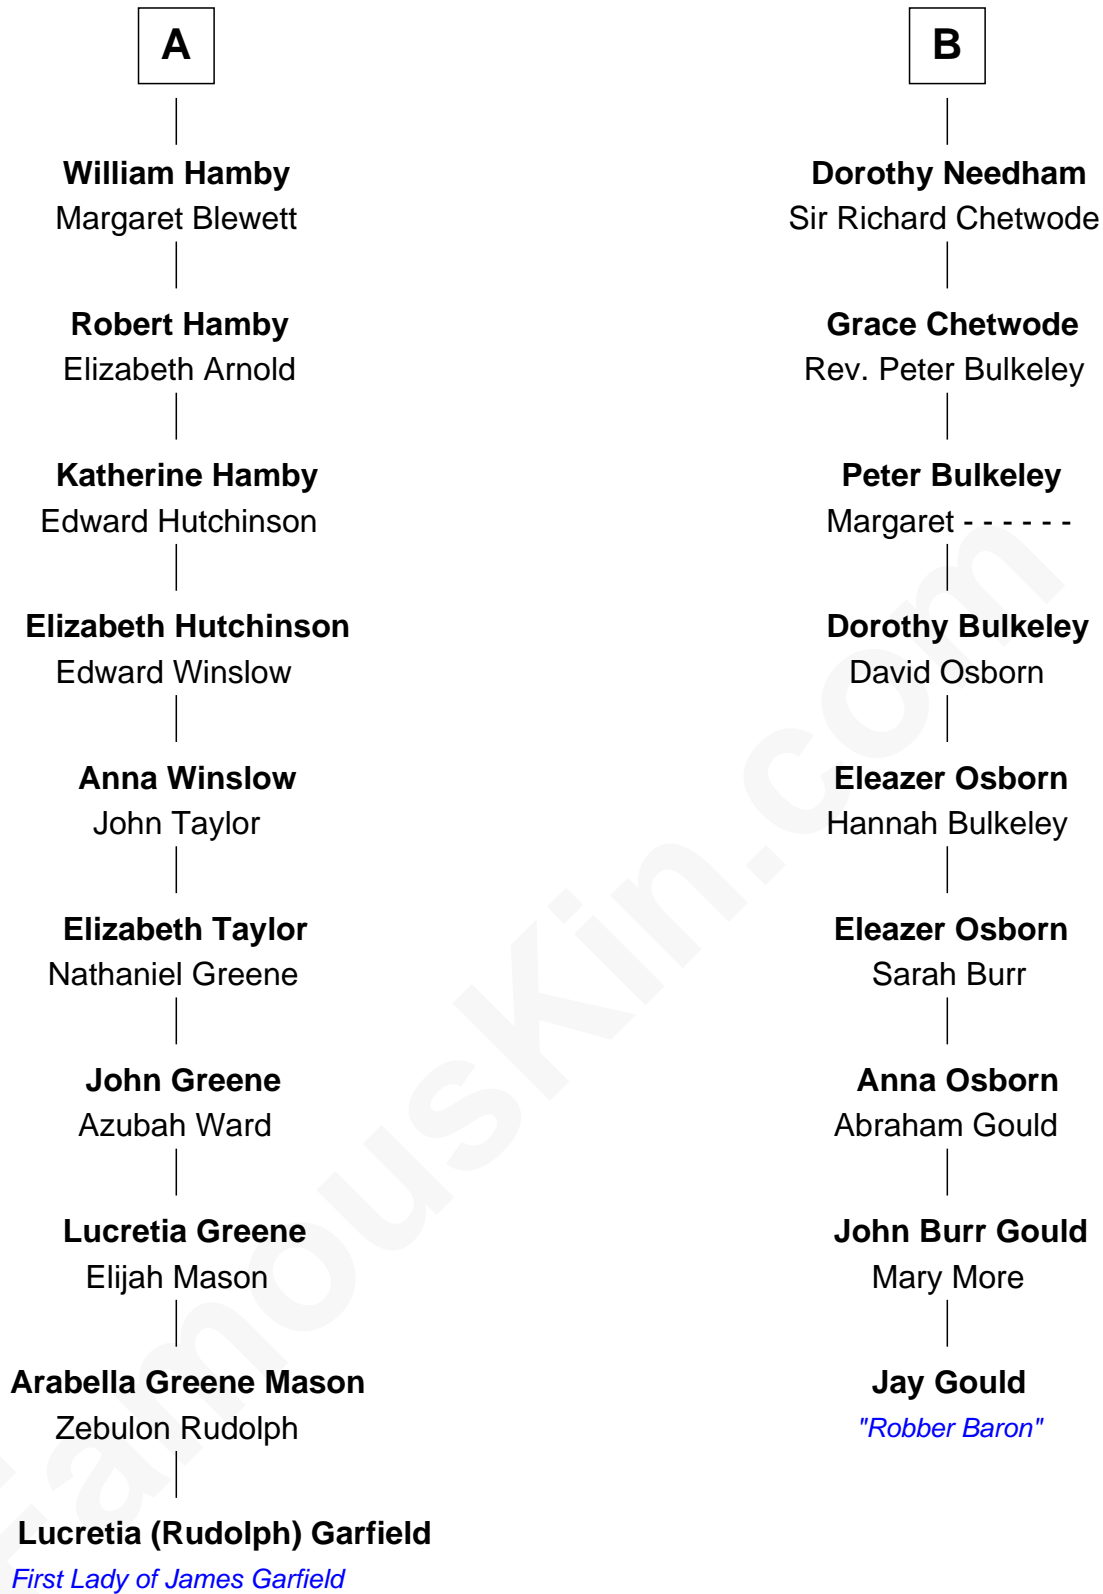 A
William Hamby
Margaret Blewett
Robert Hamby
Elizabeth Arnold
Katherine Hamby
Edward Hutchinson
Elizabeth Hutchinson
Edward Winslow
Anna Winslow
John Taylor
Elizabeth Taylor
Nathaniel Greene
John Greene
Azubah Ward
Lucretia Greene
Elijah Mason
Arabella Greene Mason
Zebulon Rudolph
Lucretia (Rudolph) Garfield
First Lady of James Garfield
B
Dorothy Needham
Sir Richard Chetwode
Grace Chetwode
Rev. Peter Bulkeley
Peter Bulkeley
Margaret - - - - - -
Dorothy Bulkeley
David Osborn
Eleazer Osborn
Hannah Bulkeley
Eleazer Osborn
Sarah Burr
Anna Osborn
Abraham Gould
John Burr Gould
Mary More
Jay Gould
"Robber Baron"
FamousKin.com